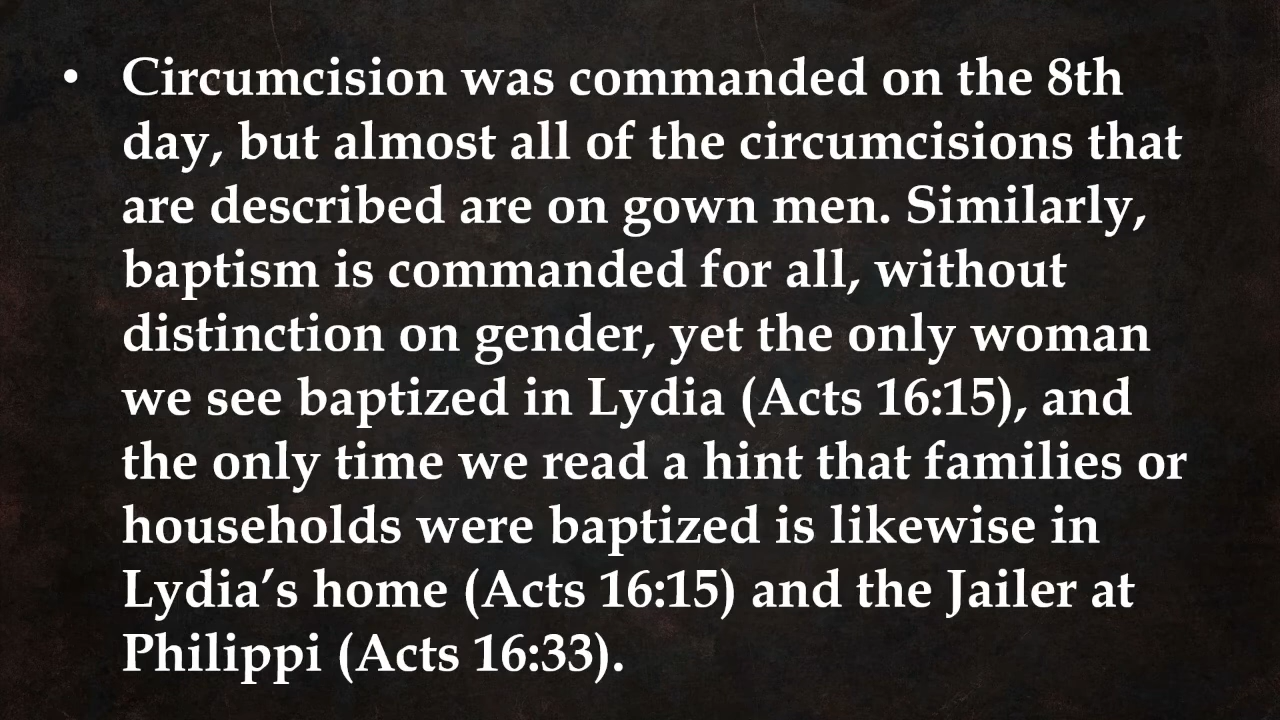 • Circumcision was commanded on the 8th
day, but almost all of the circumcisions that
are described are on gown men. Similarly,
baptism is commanded for all, without
distinction on gender, yet the only woman
we see baptized in Lydia (Acts 16:15), and
the only time we read a hint that families or
households were baptized is likewise in
Lydia’s home (Acts 16:15) and the Jailer at
Philippi (Acts 16:33).